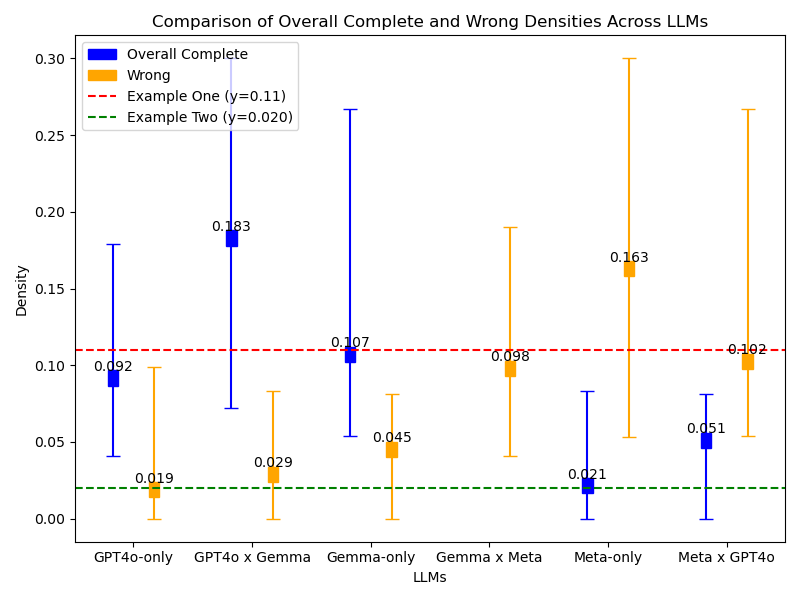 Comparison of Overall Complete and Wrong Densities Across LLMs
Overall Complete
Wrong
Example One (y=0.11)
Example Two (y=0.020)
Density
0.30
0.25
0.20
0.15
0.10
0.05
0.00
0.092
0.019
0.183
0.029
0.107
0.045
0.098
0.021
0.163
0.051
0.102
GPT4o-only
GPT4o x Gemma
Gemma-only
Gemma x Meta
Meta-only
Meta x GPT4o
LLMs